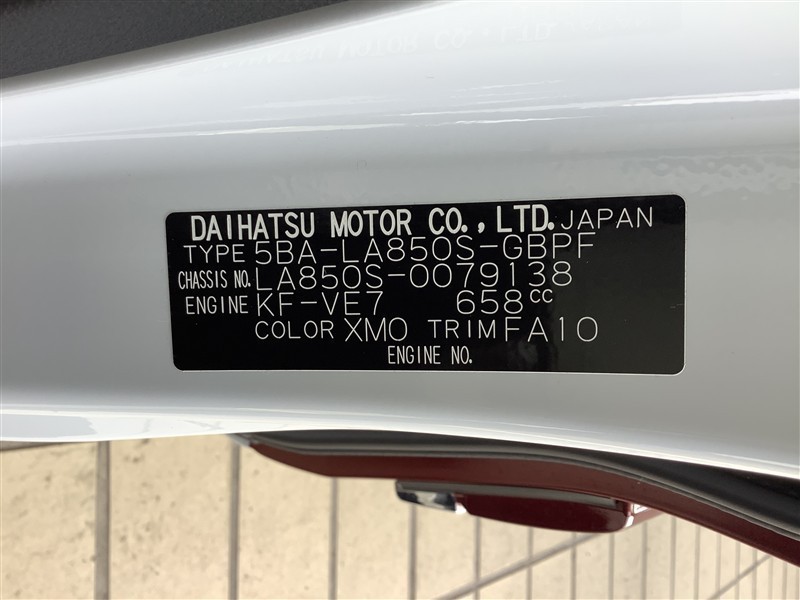 DAIHATSU MOTOR CO., LTD. JAPAN
TYPE 5BA-LA850S-GBPF
CHASSIS NO. LA850S-0079138
ENGINE KF-VE7 658cc
COLOR XM0 TRIM FA10
ENGINE NO.